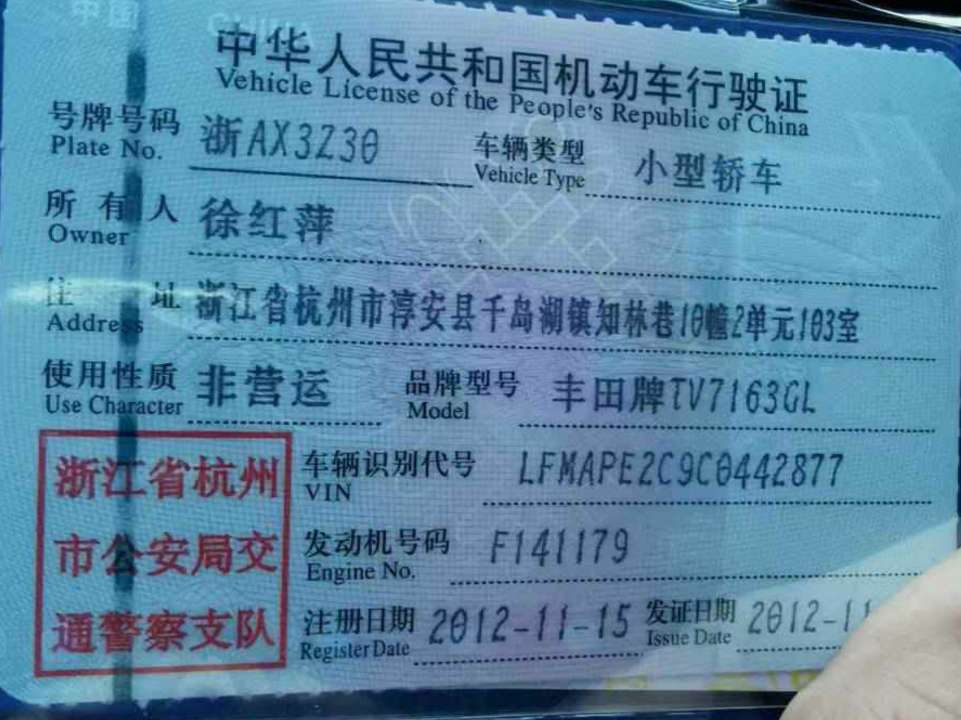 中华人民共和国机动车行驶证
Vehicle License of the People's Republic of China
号牌号码 浙AX3Z30 车辆类型 小型轿车
Plate No. Vehicle Type
所有人 徐红萍
Owner
住址 浙江省杭州市淳安县千岛湖镇知林巷10幢2单元103室
Address
使用性质 非营运 品牌型号 丰田牌TV7163GL
Use Character Model
浙江省杭州
市公安局交
通警察支队
车辆识别代号 LFMAPE2C9C0442877
VIN
发动机号码 F141179
Engine No.
注册日期 2012-11-15 发证日期 2012-11
Register Date Issue Date